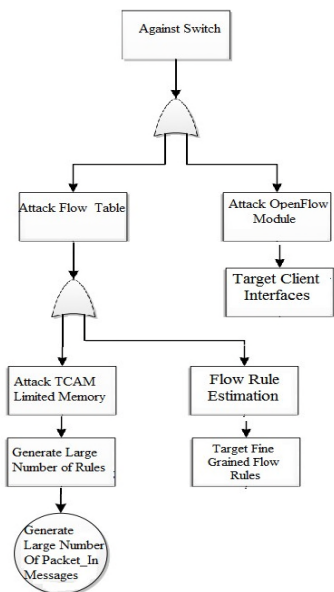 Against Switch
Attack Flow Table
Attack OpenFlow
Module
Target Client
Interfaces
Attack TCAM
Limited Memory
Flow Rule
Estimation
Generate Large
Number of Rules
Target Fine
Grained Flow
Rules
Generate
Large Number
Of Packet_In
Messages